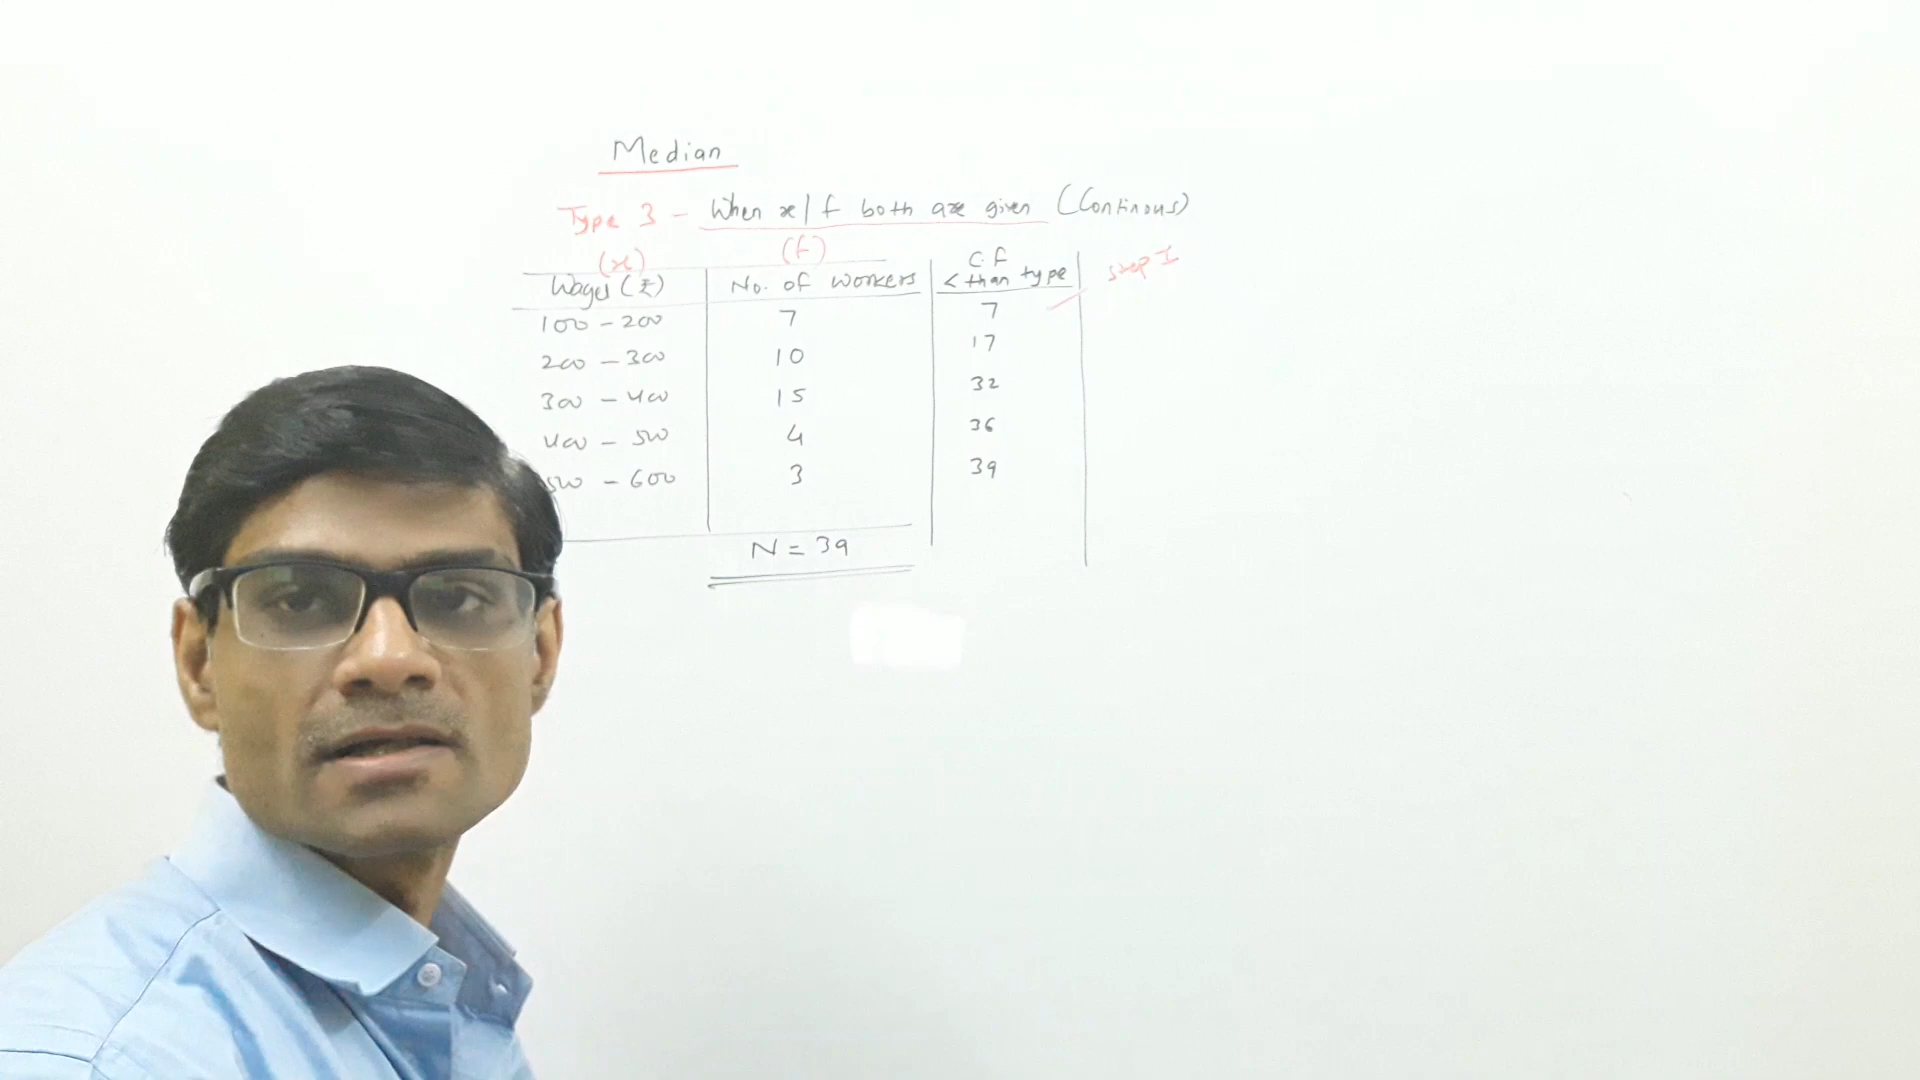 Median
Type 3 - When x/f both are given (Continous)
(x) (f) C.f
Wages (₹) No. of workers < than type Step I
100 - 200 7 7
200 - 300 10 17
300 - 400 15 32
400 - 500 4 36
500 - 600 3 39
N = 39